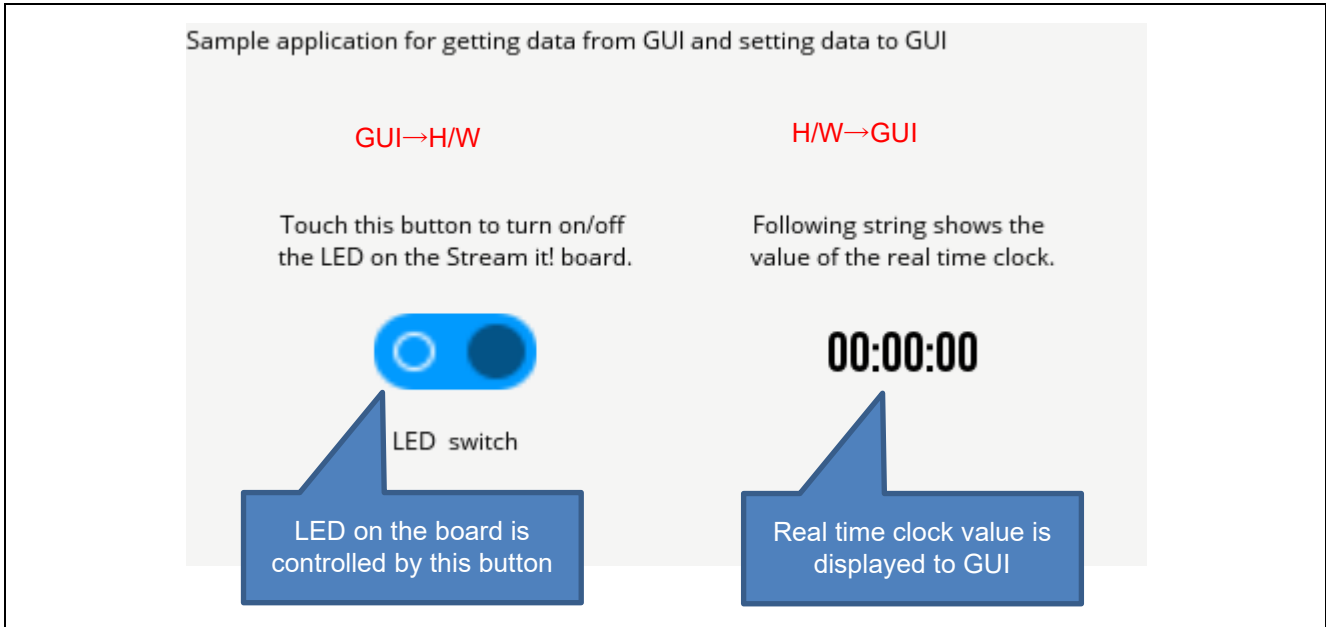 Sample application for getting data from GUI and setting data to GUI
GUI→H/W
H/W→GUI
Touch this button to turn on/off
the LED on the Stream it! board.
Following string shows the
value of the real time clock.
00:00:00
LED switch
LED on the board is
controlled by this button
Real time clock value is
displayed to GUI